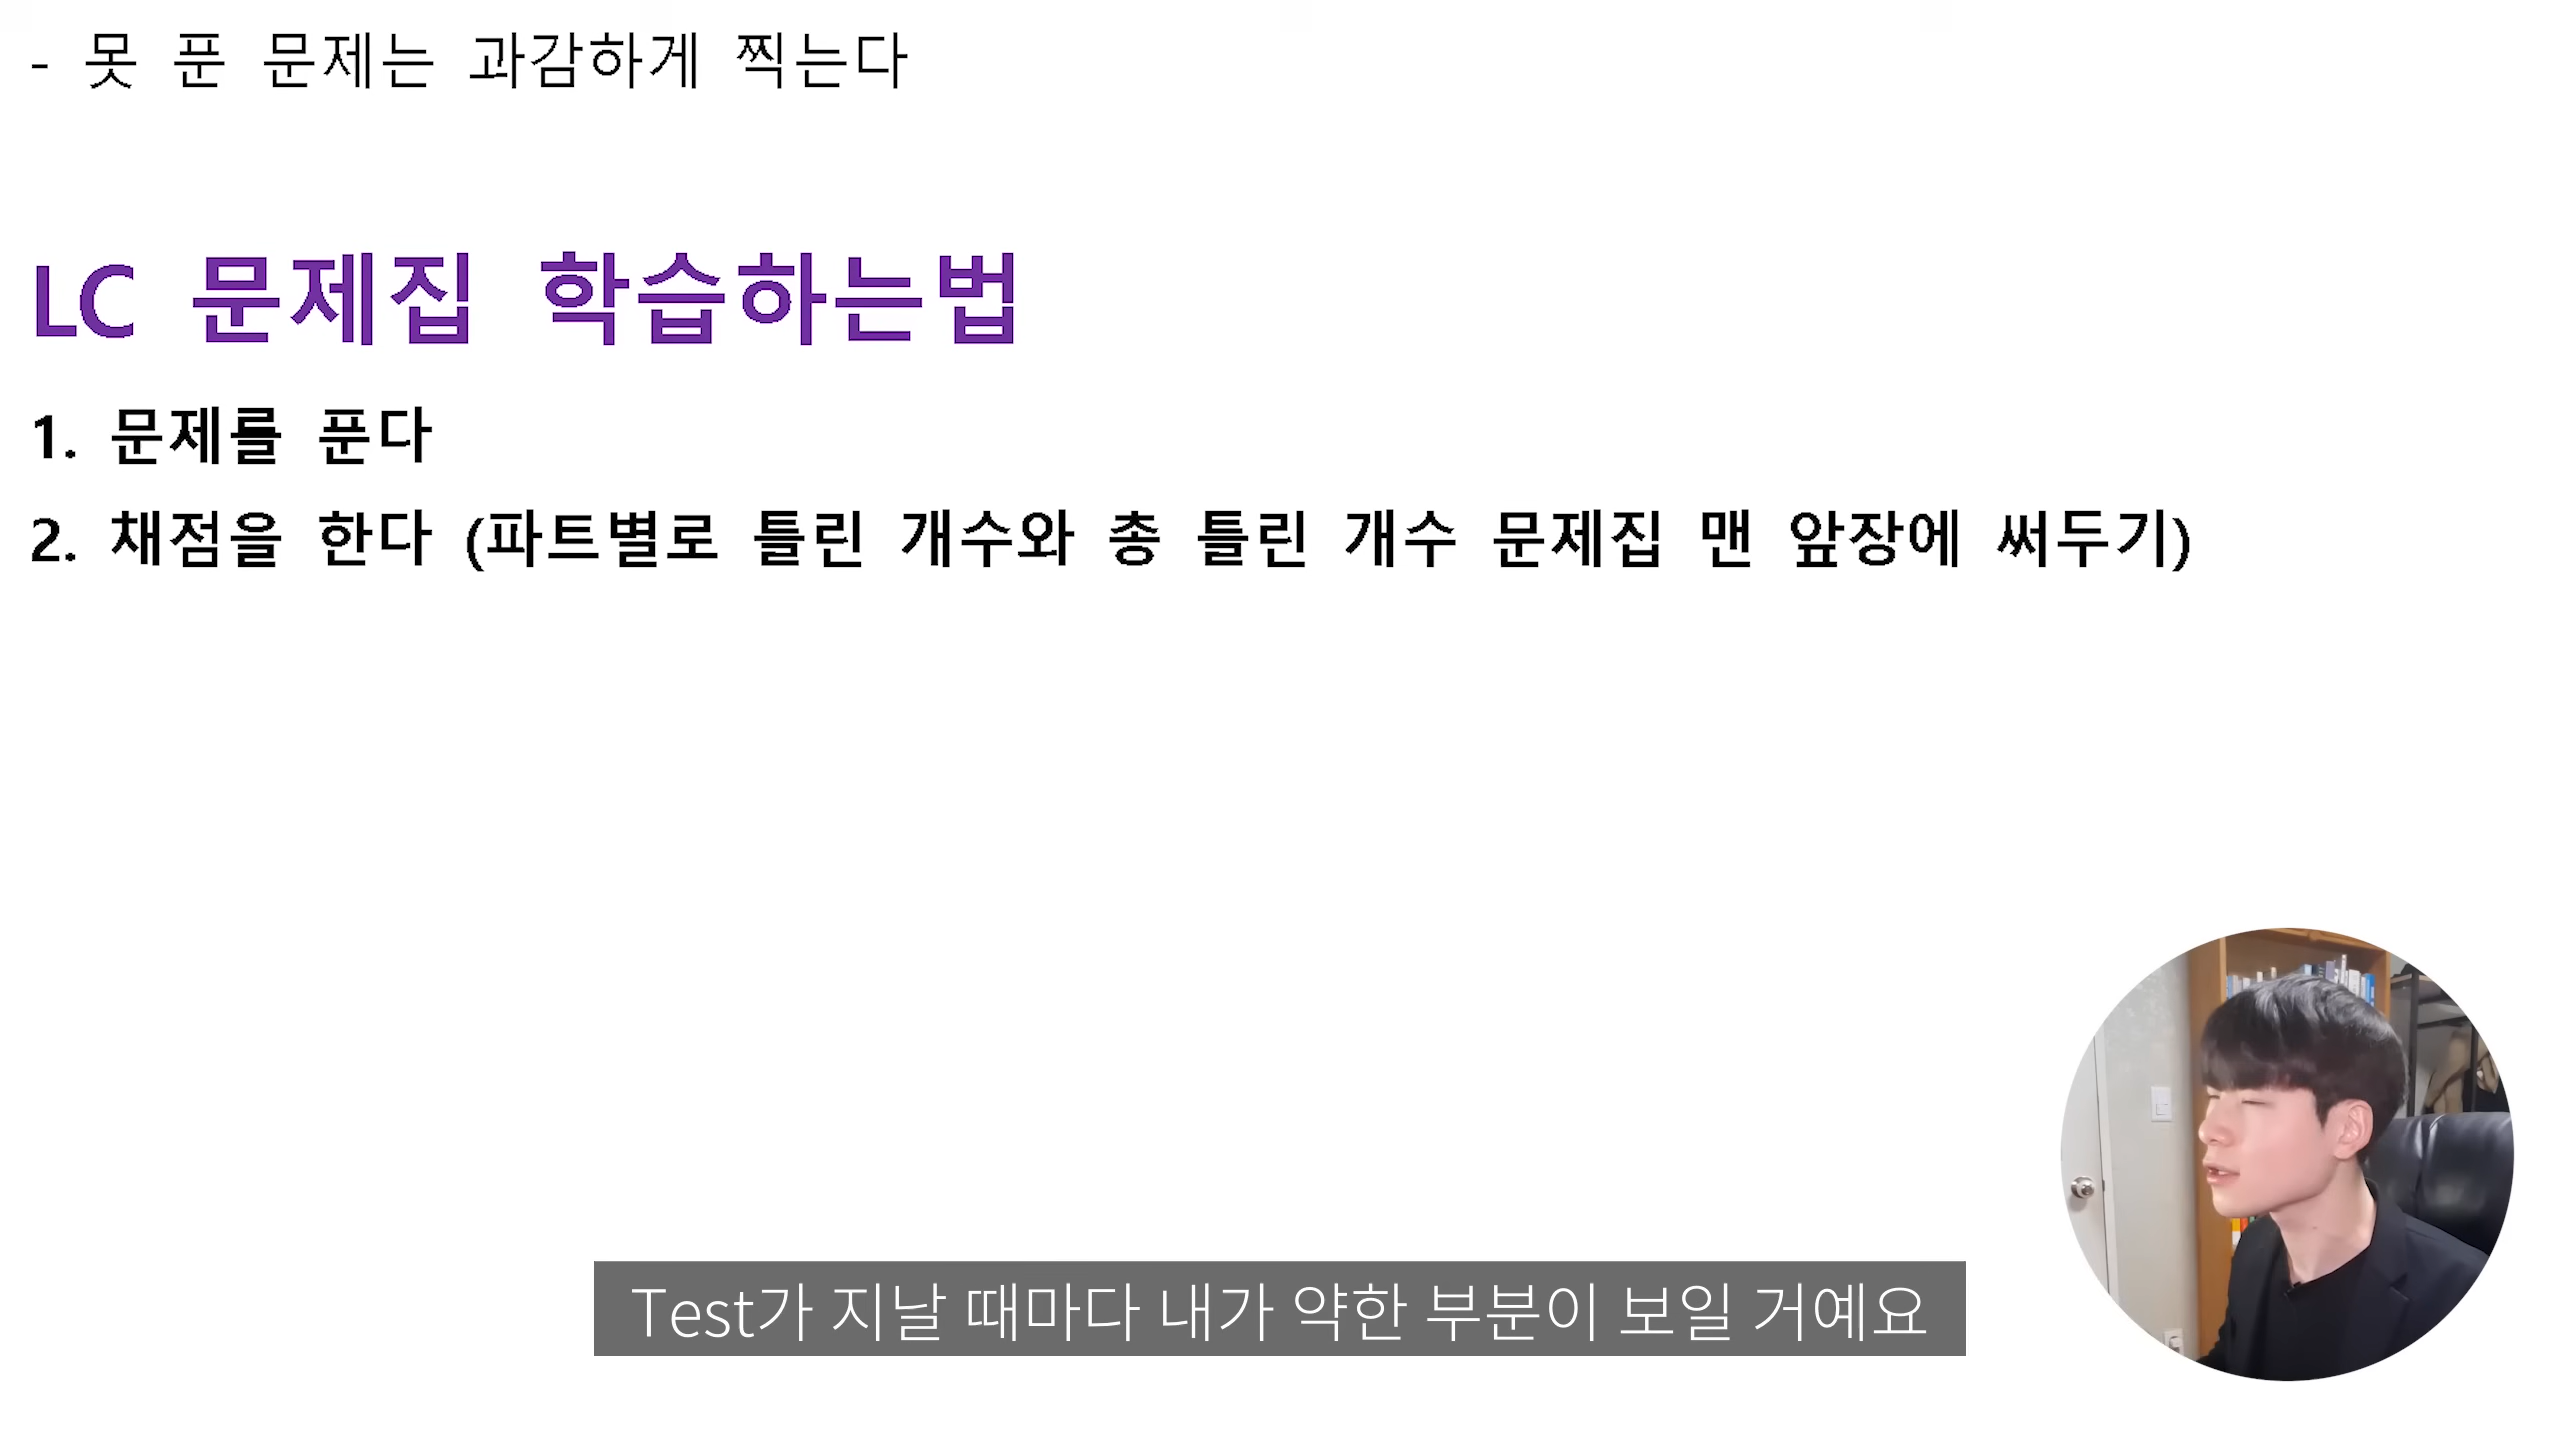 - 못 푼 문제는 과감하게 찍는다
LC 문제집 학습하는법
1. 문제를 푼다
2. 채점을 한다 (파트별로 틀린 개수와 총 틀린 개수 문제집 맨 앞장에 써두기)
Test가 지날 때마다 내가 약한 부분이 보일 거예요